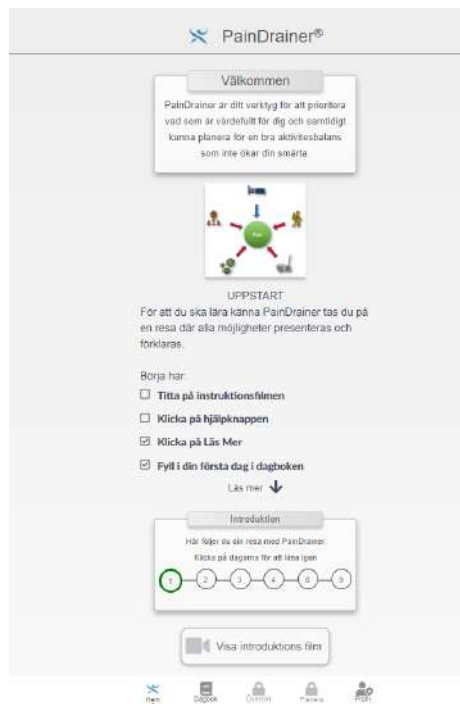 PainDrainer®
Välkommen
PainDrainer är ditt verktyg för att prioritera
vad som är värdefullt för dig och samtidigt
kunna planera för en bra aktivitetsbalans
som inte ökar din smärta
UPPSTART
För att du ska lära känna PainDrainer tas du på
en resa där alla möjligheter presenteras och
förklaras.
Börja här:
Titta på instruktionsfilmen
Klicka på hjälpknappen
Klicka på Läs Mer
Fyll i din första dag i dagboken
Läs mer
Introduktion
Här följer du din resa med PainDrainer
Klicka på dagarna för att läsa igen
1 2 3 4 6 9
Visa introduktions film
Hem Dagbok Översikt Planera Profil